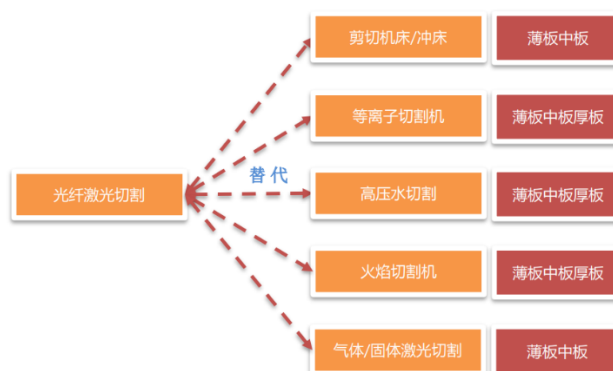 剪切机床/冲床
薄板中板
等离子切割机
薄板中板厚板
替代
光纤激光切割
高压水切割
薄板中板厚板
火焰切割机
薄板中板厚板
气体/固体激光切割
薄板中板